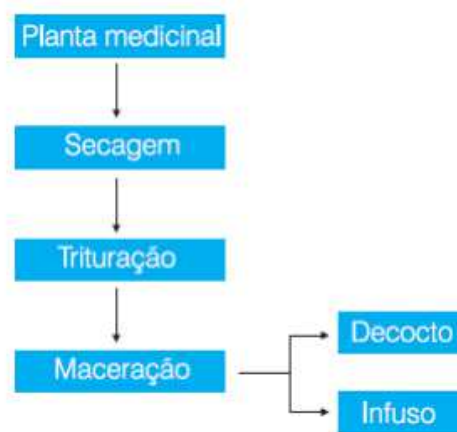 Planta medicinal
Secagem
Trituração
Maceração
Decocto
Infuso